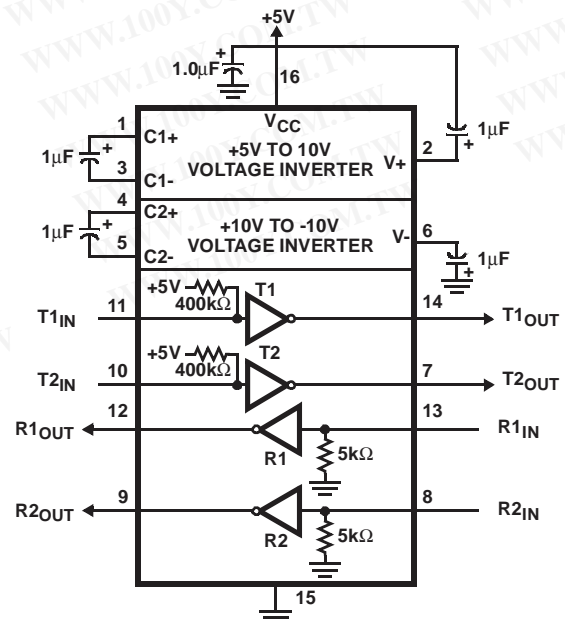 +5V
1.0µF
+
16
VCC
1
C1+
+5V TO 10V
VOLTAGE INVERTER
1µF
+
3
C1-
V+
2
+
1µF
4
C2+
+10V TO -10V
VOLTAGE INVERTER
1µF
+
5
C2-
V-
6
+
1µF
+5V
400kΩ
T1
T1IN
11
14
T1OUT
+5V
400kΩ
T2
T2IN
10
7
T2OUT
R1OUT
12
13
R1IN
R1
5kΩ
R2OUT
9
8
R2IN
R2
5kΩ
15
WWW.100Y.COM.TW